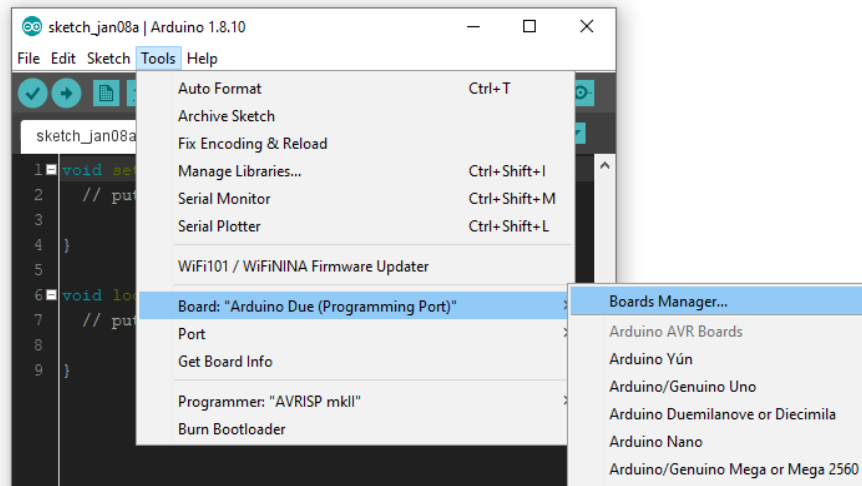 sketch_jan08a | Arduino 1.8.10
File Edit Sketch Tools Help
sketch_jan08a
1 void set
2 // put
3
4 }
5
6 void loo
7 // put
8
9 }
Auto Format Ctrl+T
Archive Sketch
Fix Encoding & Reload
Manage Libraries... Ctrl+Shift+I
Serial Monitor Ctrl+Shift+M
Serial Plotter Ctrl+Shift+L
WiFi101 / WiFiNINA Firmware Updater
Board: "Arduino Due (Programming Port)"
Port
Get Board Info
Programmer: "AVRISP mkII"
Burn Bootloader
Boards Manager...
Arduino AVR Boards
Arduino Yún
Arduino/Genuino Uno
Arduino Duemilanove or Diecimila
Arduino Nano
Arduino/Genuino Mega or Mega 2560